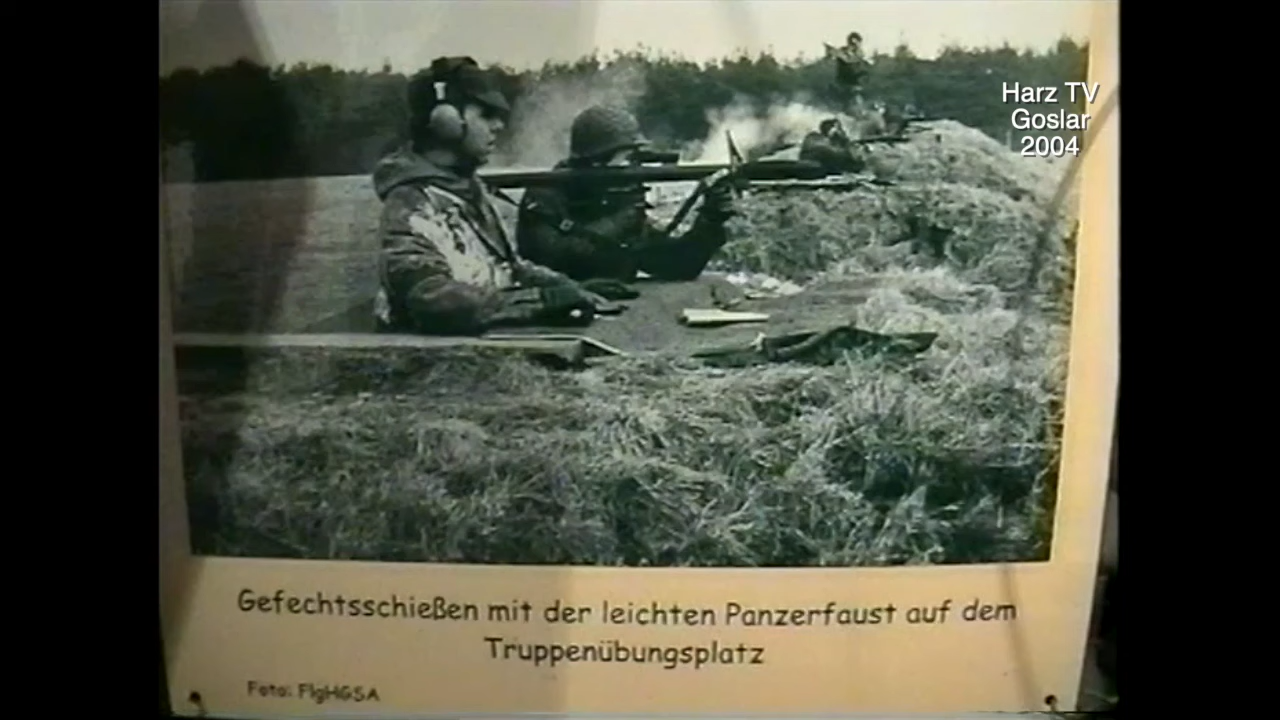 Harz TV
Goslar
2004
Gefechtsschießen mit der leichten Panzerfaust auf dem
Truppenübungsplatz
Foto: FlgHGSA